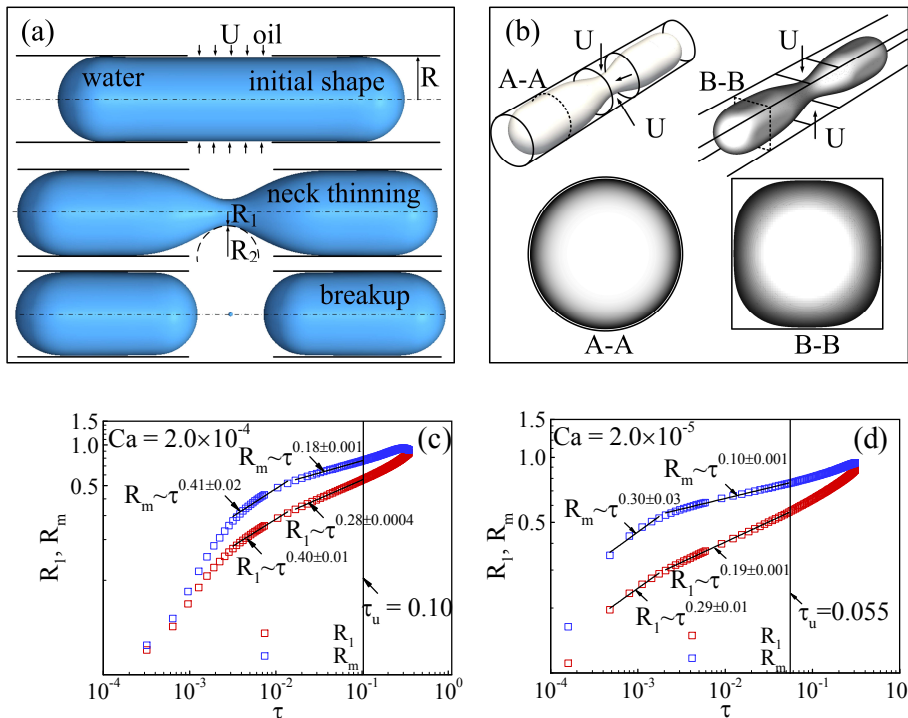 (a)
U oil
water
initial shape
R
neck thinning
R₁
R₂
breakup
(b)
U
U
A-A
B-B
U
U
A-A
B-B
(c)
Ca = 2.0×10⁻⁴
R₁, Rₘ
1.5
1.0
0.5
Rₘ~τ^0.18±0.001
Rₘ~τ^0.41±0.02
R₁~τ^0.28±0.0004
R₁~τ^0.40±0.01
τᵤ = 0.10
R₁
Rₘ
10⁻⁴ 10⁻³ 10⁻² 10⁻¹ 10⁰
τ
(d)
Ca = 2.0×10⁻⁵
R₁, Rₘ
1.5
1.0
0.5
Rₘ~τ^0.10±0.001
Rₘ~τ^0.30±0.03
R₁~τ^0.19±0.001
R₁~τ^0.29±0.01
τᵤ=0.055
R₁
Rₘ
10⁻⁴ 10⁻³ 10⁻² 10⁻¹ 10
τ